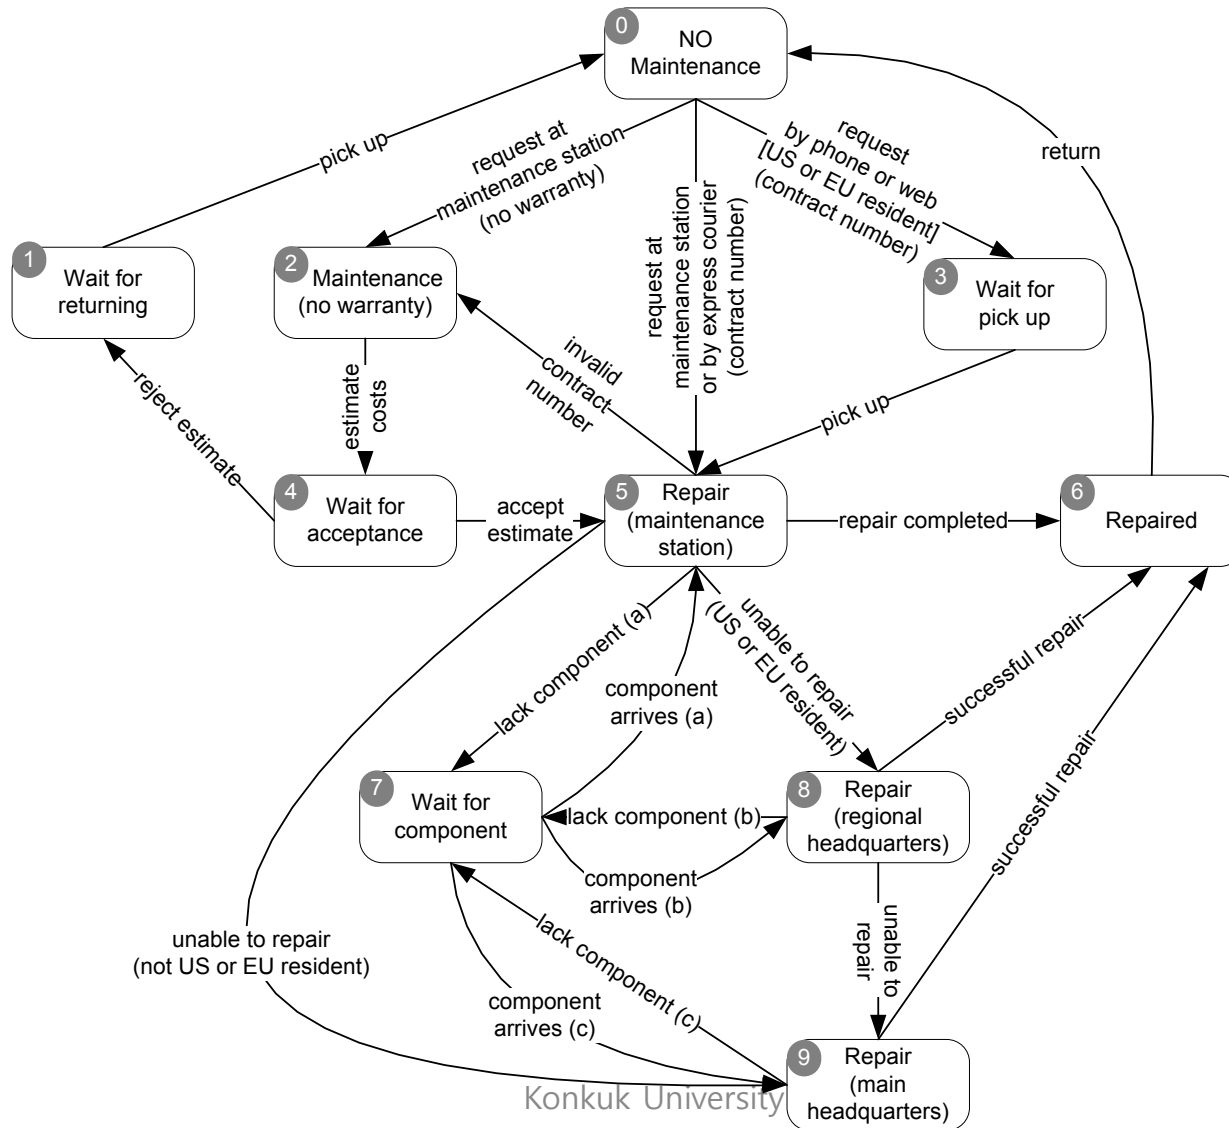 0
NO
Maintenance
pick up
request at
maintenance station
(no warranty)
request at
maintenance station
or by express courier
(contract number)
request
by phone or web
[US or EU resident]
(contract number)
return
1
Wait for
returning
2
Maintenance
(no warranty)
3
Wait for
pick up
reject estimate
estimate
costs
invalid
contract
number
pick up
4
Wait for
acceptance
accept
estimate
5
Repair
(maintenance
station)
repair completed
6
Repaired
lack component (a)
component
arrives (a)
unable to repair
(US or EU resident)
successful repair
successful repair
7
Wait for
component
lack component (b)
component
arrives (b)
8
Repair
(regional
headquarters)
unable to repair
(not US or EU resident)
component
arrives (c)
lack component (c)
unable to
repair
9
Repair
(main
headquarters)
Konkuk University